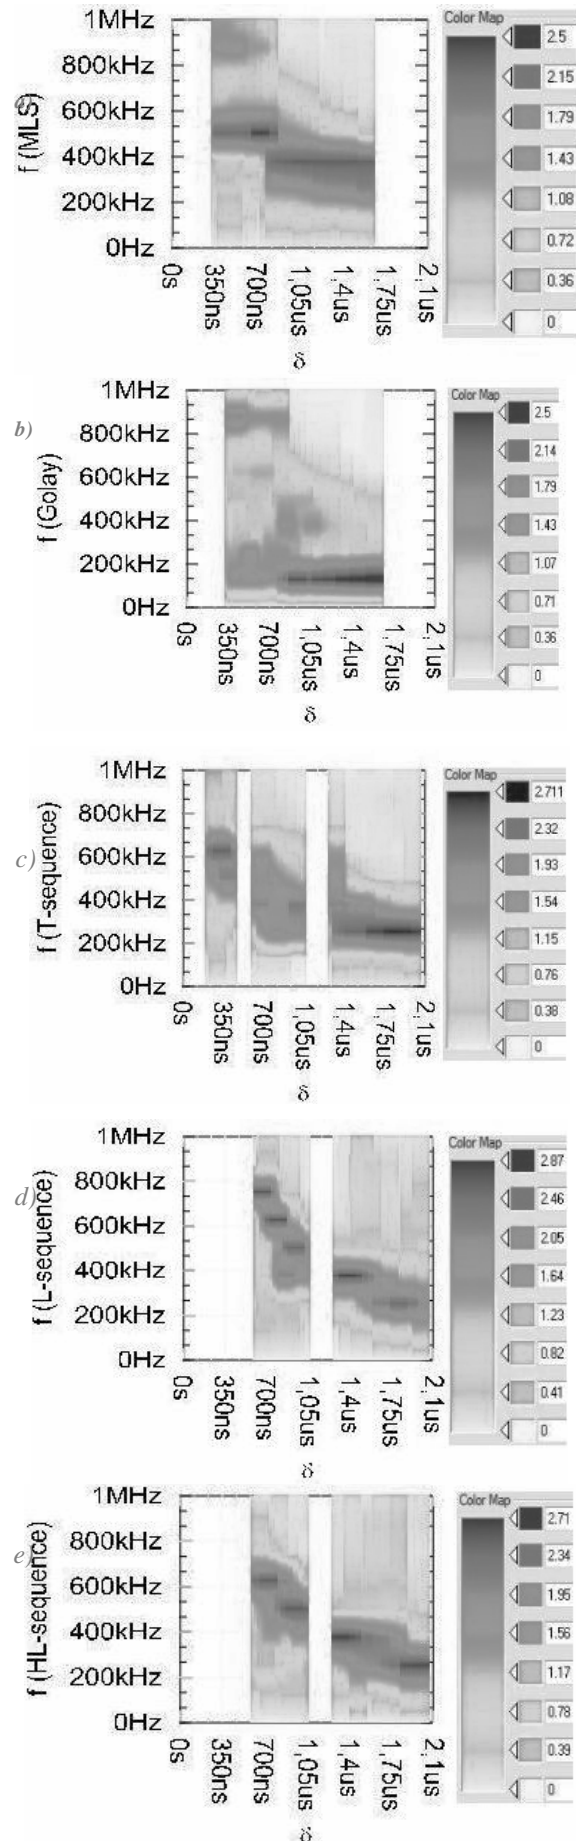 a)
f (MLS)
1MHz
800kHz
600kHz
400kHz
200kHz
0Hz
0s
350ns
700ns
1,05us
1,4us
1,75us
2,1us
δ
Color Map
2.5
2.15
1.79
1.43
1.08
0.72
0.36
0
b)
f (Golay)
1MHz
800kHz
600kHz
400kHz
200kHz
0Hz
0s
350ns
700ns
1,05us
1,4us
1,75us
2,1us
δ
Color Map
2.5
2.14
1.79
1.43
1.07
0.71
0.36
0
c)
f (T-sequence)
1MHz
800kHz
600kHz
400kHz
200kHz
0Hz
0s
350ns
700ns
1,05us
1,4us
1,75us
2,1us
δ
Color Map
2.711
2.32
1.93
1.54
1.15
0.76
0.38
0
d)
f (L-sequence)
1MHz
800kHz
600kHz
400kHz
200kHz
0Hz
0s
350ns
700ns
1,05us
1,4us
1,75us
2,1us
δ
Color Map
2.87
2.46
2.05
1.64
1.23
0.82
0.41
0
e)
f (HL-sequence)
1MHz
800kHz
600kHz
400kHz
200kHz
0Hz
0s
350ns
700ns
1,05us
1,4us
1,75us
2,1us
δ
Color Map
2.71
2.34
1.95
1.56
1.17
0.78
0.39
0